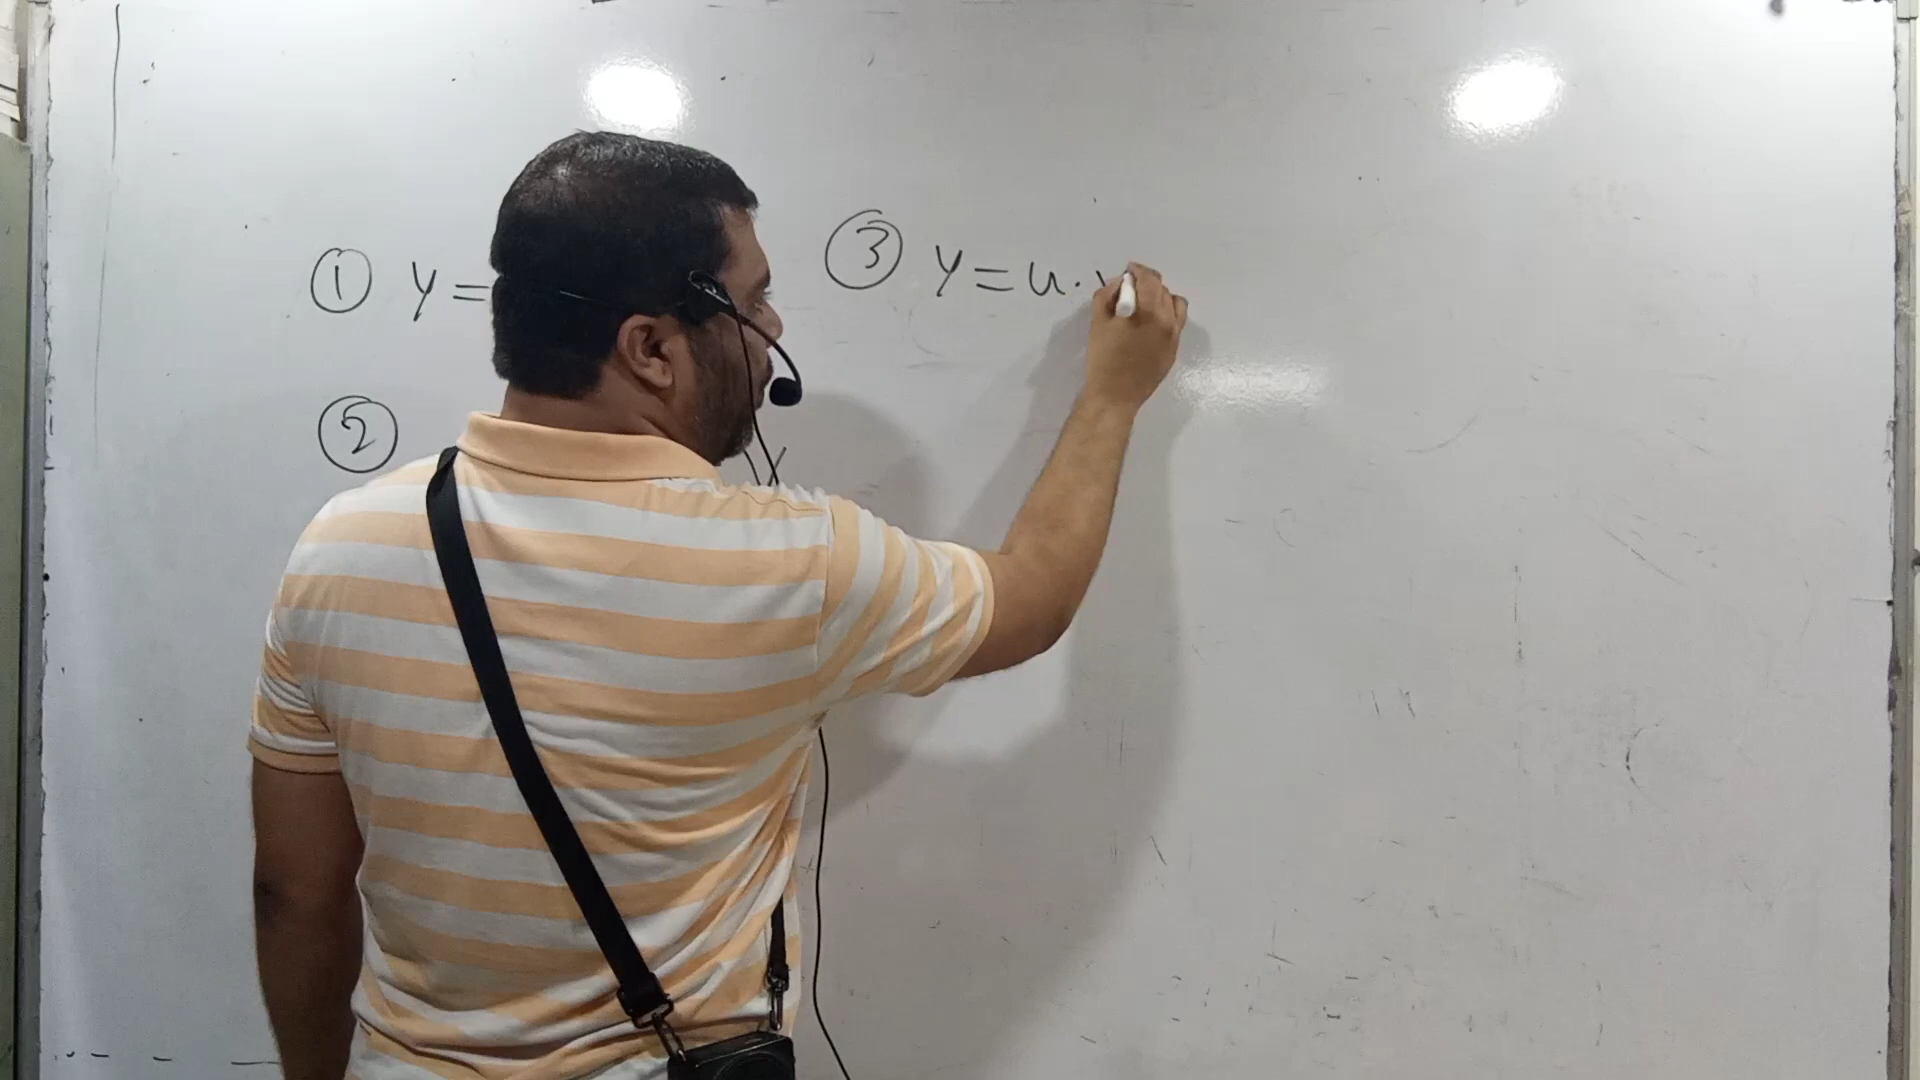 ① y =
②
③ y = u .